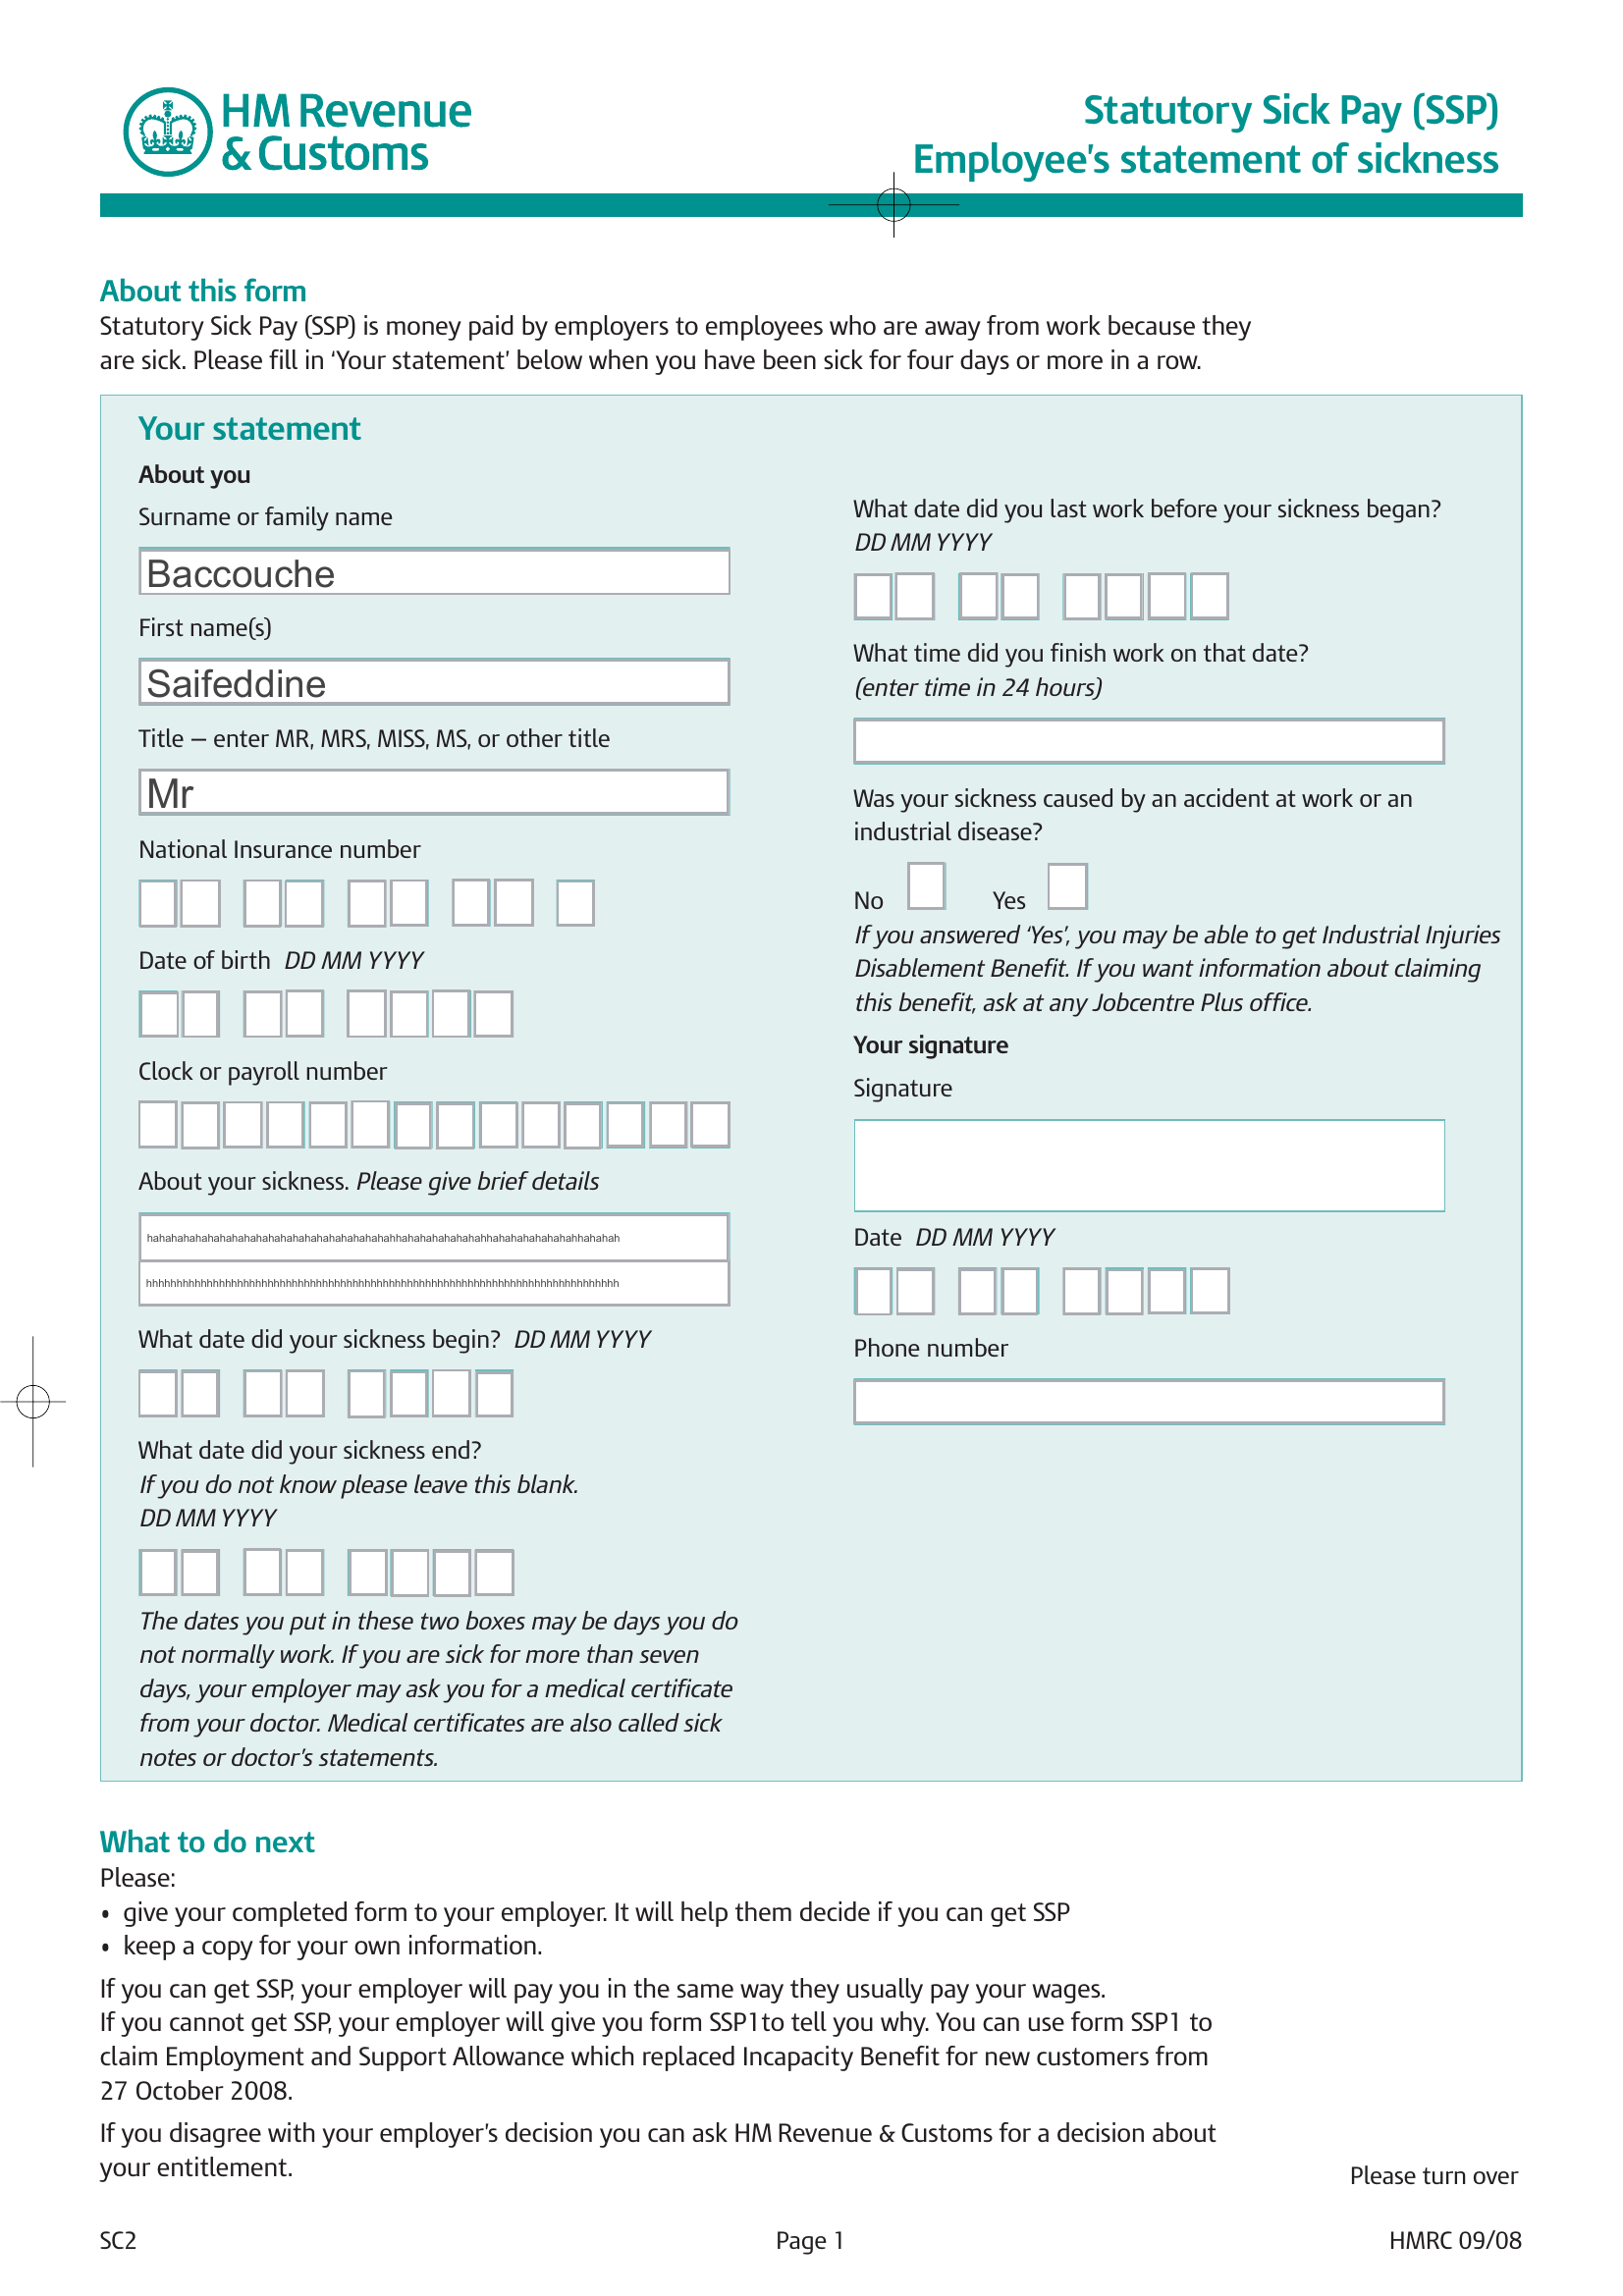 HM Revenue
& Customs
Statutory Sick Pay (SSP)
Employee's statement of sickness
About this form
Statutory Sick Pay (SSP) is money paid by employers to employees who are away from work because they
are sick. Please fill in ‘Your statement’ below when you have been sick for four days or more in a row.
Your statement
About you
Surname or family name
Baccouche
First name(s)
Saifeddine
Title – enter MR, MRS, MISS, MS, or other title
Mr
National Insurance number
Date of birth DD MM YYYY
Clock or payroll number
About your sickness. Please give brief details
What date did your sickness begin? DD MM YYYY
What date did your sickness end?
If you do not know please leave this blank.
DD MM YYYY
The dates you put in these two boxes may be days you do
not normally work. If you are sick for more than seven
days, your employer may ask you for a medical certificate
from your doctor. Medical certificates are also called sick
notes or doctor's statements.
What date did you last work before your sickness began?
DD MM YYYY
What time did you finish work on that date?
(enter time in 24 hours)
Was your sickness caused by an accident at work or an
industrial disease?
No Yes
If you answered ‘Yes’, you may be able to get Industrial Injuries
Disablement Benefit. If you want information about claiming
this benefit, ask at any Jobcentre Plus office.
Your signature
Signature
Date DD MM YYYY
Phone number
What to do next
Please:
• give your completed form to your employer. It will help them decide if you can get SSP
• keep a copy for your own information.
If you can get SSP, your employer will pay you in the same way they usually pay your wages.
If you cannot get SSP, your employer will give you form SSP1to tell you why. You can use form SSP1 to
claim Employment and Support Allowance which replaced Incapacity Benefit for new customers from
27 October 2008.
If you disagree with your employer's decision you can ask HM Revenue & Customs for a decision about
your entitlement.
Please turn over
SC2 Page 1 HMRC 09/08